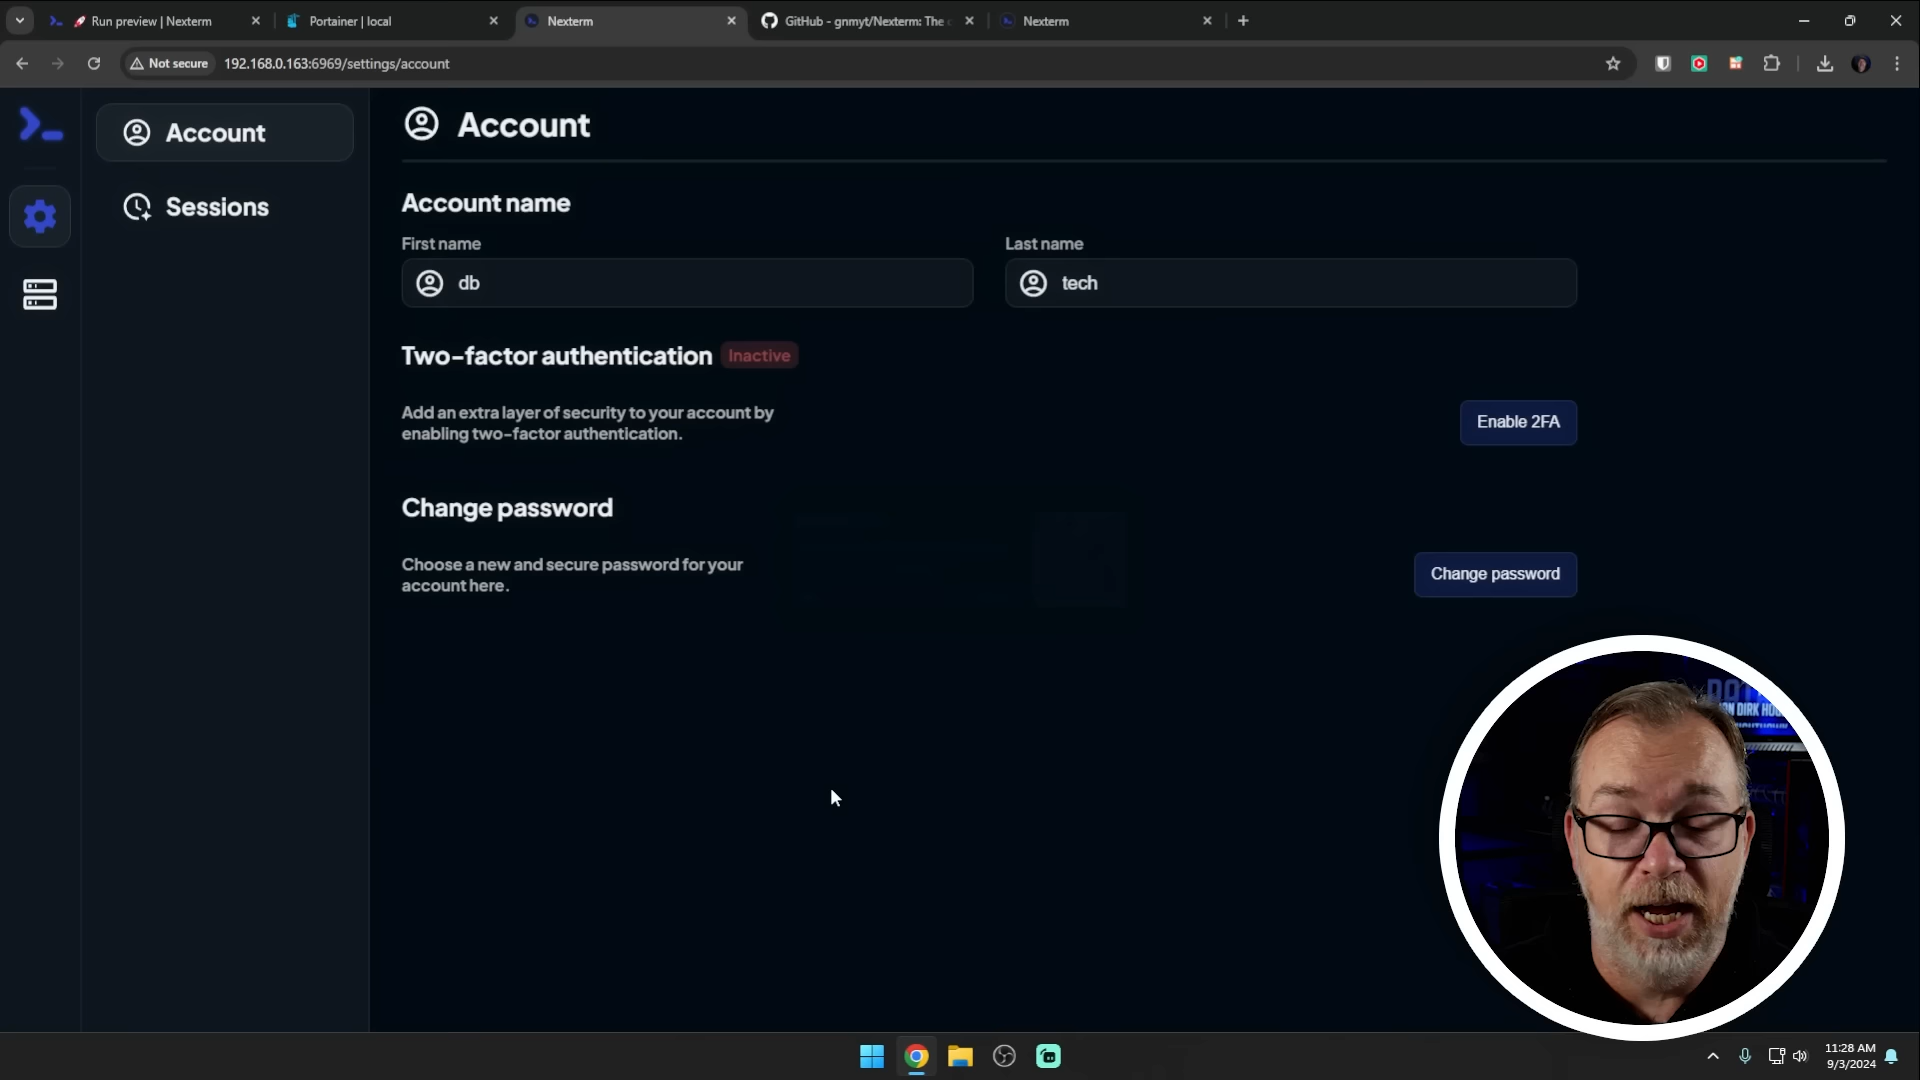 Run preview | Nexterm
Portainer | local
Nexterm
GitHub - gnmyt/Nexterm: The
Nexterm
Not secure
192.168.0.163:6969/settings/account
Account
Sessions
Account
Account name
First name
Last name
db
tech
Two-factor authentication
Inactive
Add an extra layer of security to your account by
enabling two-factor authentication.
Enable 2FA
Change password
Choose a new and secure password for your
account here.
Change password
DIRK
11:28 AM
9/3/2024